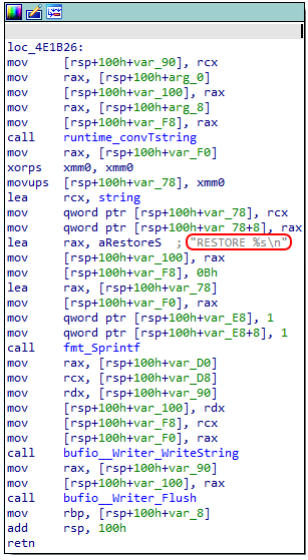 loc_4E1B26:
mov [rsp+100h+var_90], rcx
mov rax, [rsp+100h+arg_0]
mov [rsp+100h+var_100], rax
mov rax, [rsp+100h+arg_8]
mov [rsp+100h+var_F8], rax
call runtime_convTstring
mov rax, [rsp+100h+var_F0]
xorps xmm0, xmm0
movups [rsp+100h+var_78], xmm0
lea rcx, string
mov qword ptr [rsp+100h+var_78], rcx
mov qword ptr [rsp+100h+var_78+8], rax
lea rax, aRestoreS ; "RESTORE %s\n"
mov [rsp+100h+var_100], rax
mov [rsp+100h+var_F8], 0Bh
lea rax, [rsp+100h+var_78]
mov [rsp+100h+var_F0], rax
mov qword ptr [rsp+100h+var_E8], 1
mov qword ptr [rsp+100h+var_E8+8], 1
call fmt_Sprintf
mov rax, [rsp+100h+var_D0]
mov rcx, [rsp+100h+var_D8]
mov rdx, [rsp+100h+var_90]
mov [rsp+100h+var_100], rdx
mov [rsp+100h+var_F8], rcx
mov [rsp+100h+var_F0], rax
call bufio__Writer_WriteString
mov rax, [rsp+100h+var_90]
mov [rsp+100h+var_100], rax
call bufio__Writer_Flush
mov rbp, [rsp+100h+var_8]
add rsp, 100h
retn